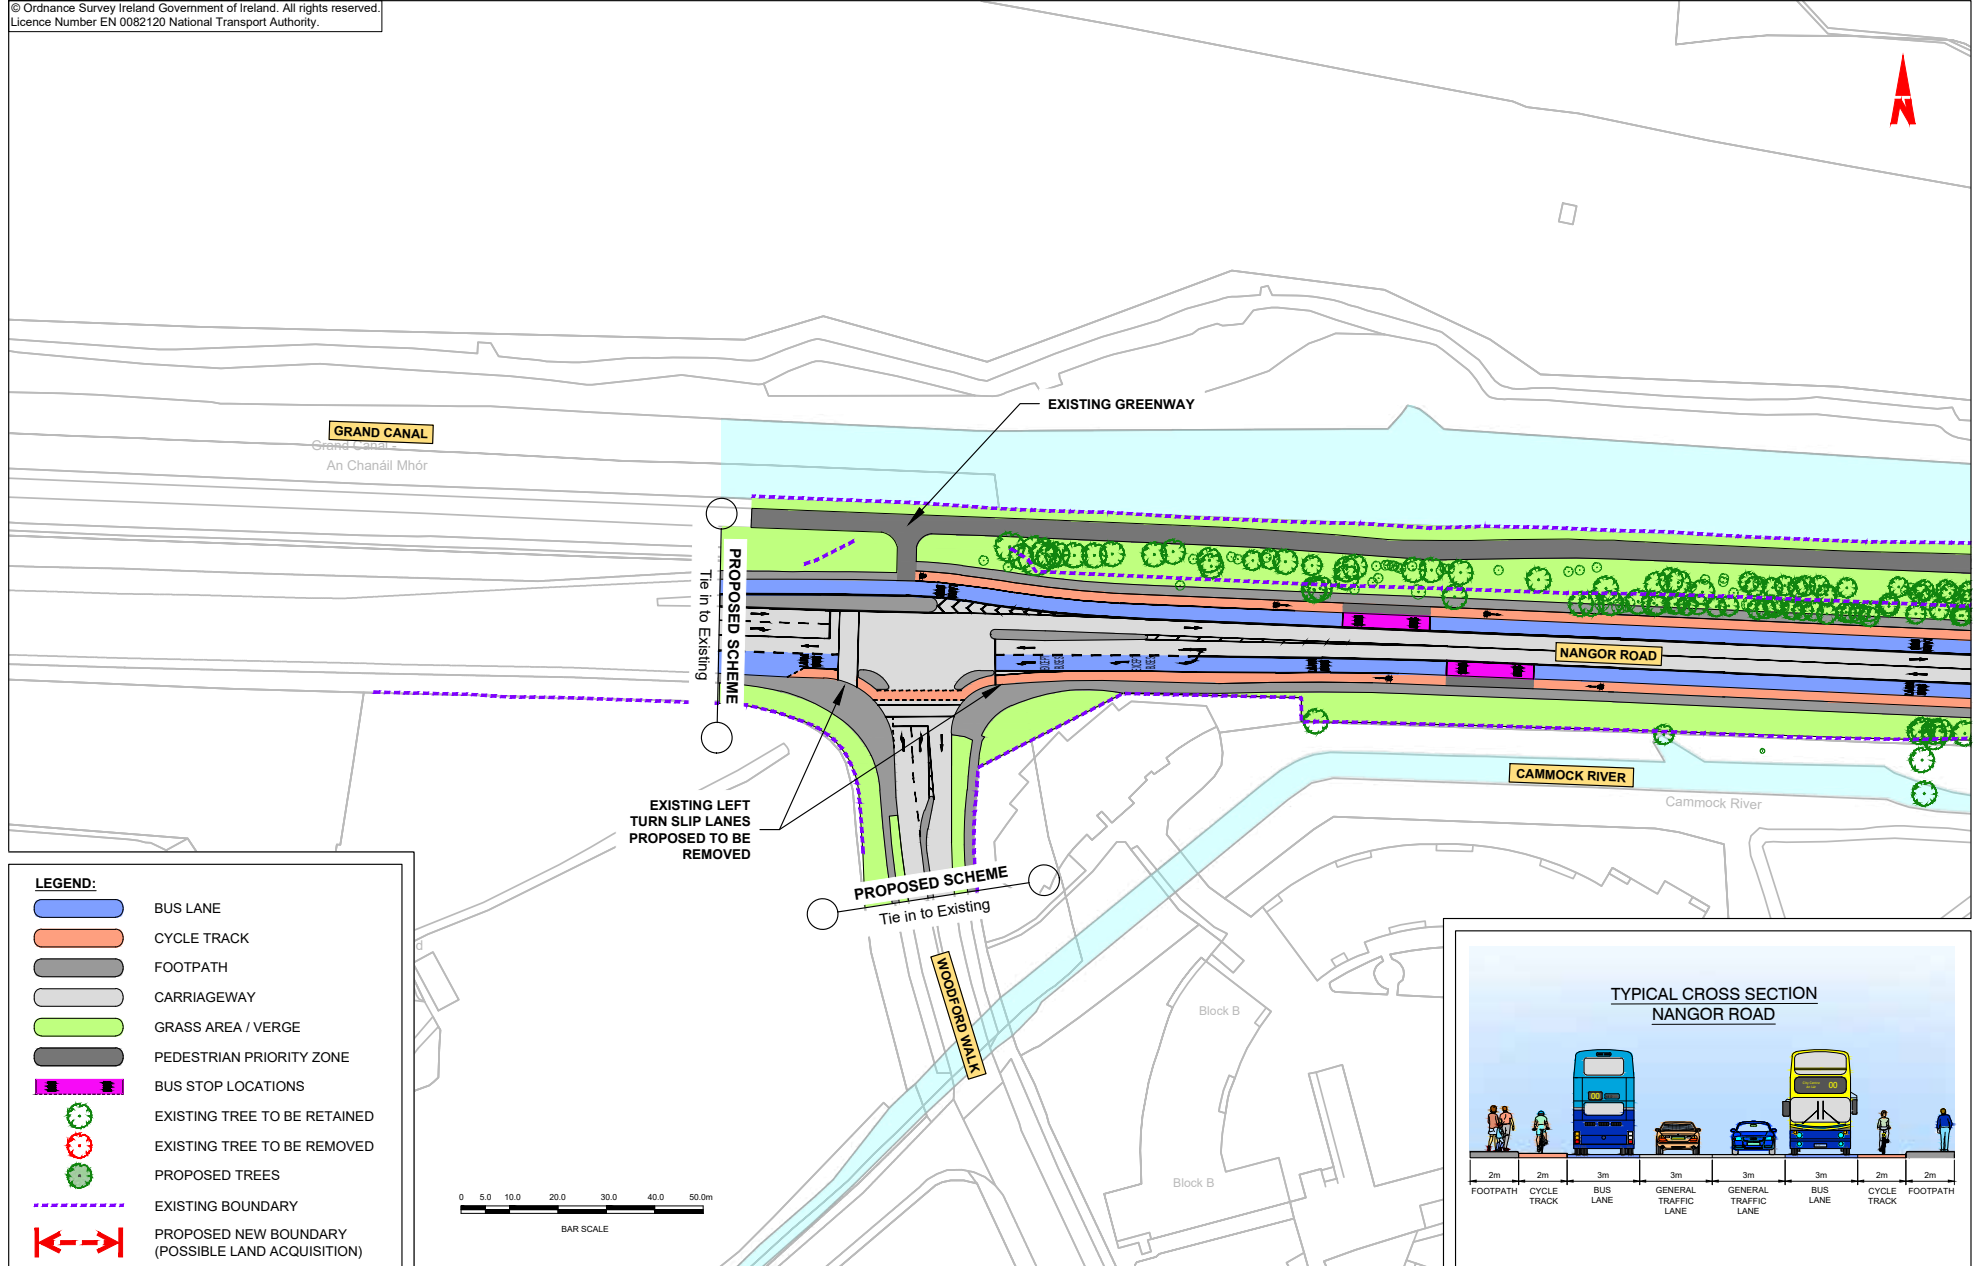 © Ordnance Survey Ireland Government of Ireland. All rights reserved.
Licence Number EN 0082120 National Transport Authority.
N
EXISTING GREENWAY
GRAND CANAL
Grand Canal -
An Chanáil Mhór
PROPOSED SCHEME
Tie in to Existing
NANGOR ROAD
CAMMOCK RIVER
Cammock River
EXISTING LEFT
TURN SLIP LANES
PROPOSED TO BE
REMOVED
PROPOSED SCHEME
Tie in to Existing
WOODFORD WALK
Block B
Block B
LEGEND:
BUS LANE
CYCLE TRACK
FOOTPATH
CARRIAGEWAY
GRASS AREA / VERGE
PEDESTRIAN PRIORITY ZONE
BUS STOP LOCATIONS
EXISTING TREE TO BE RETAINED
EXISTING TREE TO BE REMOVED
PROPOSED TREES
EXISTING BOUNDARY
PROPOSED NEW BOUNDARY
(POSSIBLE LAND ACQUISITION)
d
0 5.0 10.0 20.0 30.0 40.0 50.0m
BAR SCALE
TYPICAL CROSS SECTION
NANGOR ROAD
00 00
2m 2m 3m 3m 3m 3m 2m 2m
FOOTPATH CYCLE TRACK BUS LANE GENERAL TRAFFIC LANE GENERAL TRAFFIC LANE BUS LANE CYCLE TRACK FOOTPATH